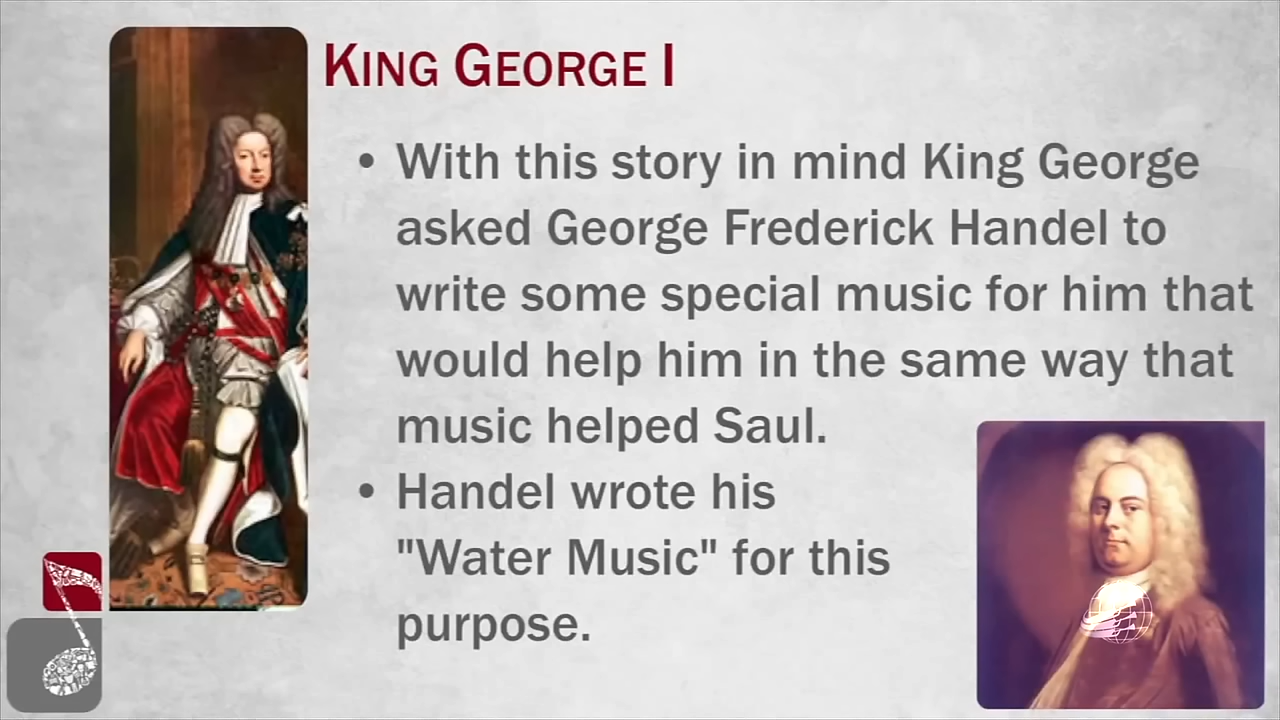 KING GEORGE I
• With this story in mind King George
asked George Frederick Handel to
write some special music for him that
would help him in the same way that
music helped Saul.
• Handel wrote his
"Water Music" for this
purpose.